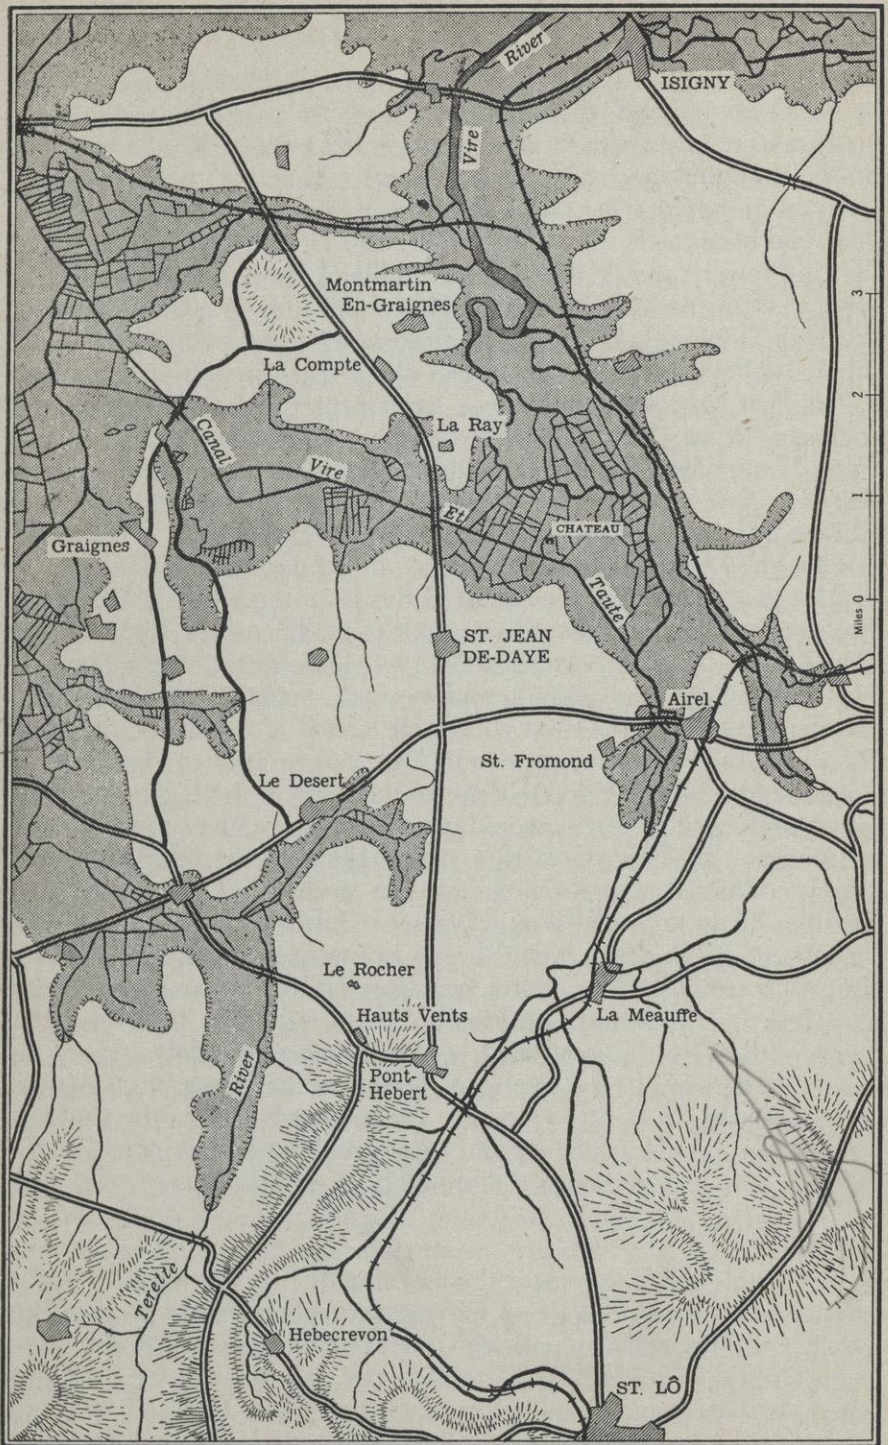 River
ISIGNY
Vire
Montmartin
En-Graignes
3
La Compte
2
La Ray
Canal
Vire
1
Et
CHATEAU
Graignes
Taute
Miles 0
ST. JEAN
DE-DAYE
Airel
St. Fromond
Le Desert
Le Rocher
Hauts Vents
La Meauffe
River
Pont-
Hebert
Terette
Hebecrevon
ST. LÔ